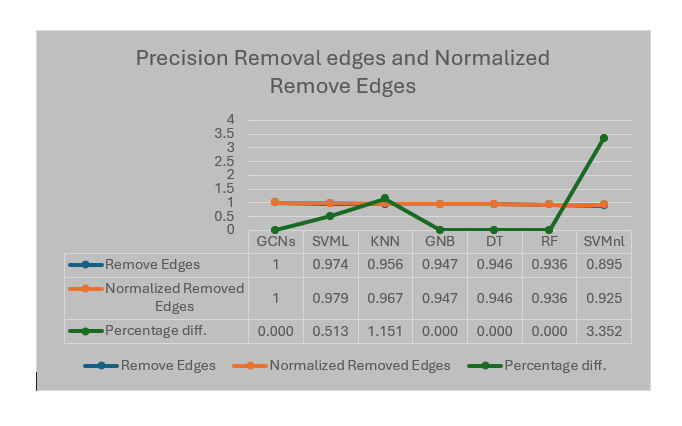 Precision Removal edges and Normalized
Remove Edges
4
3.5
3
2.5
2
1.5
1
0.5
0
GCNs SVML KNN GNB DT RF SVMnl
Remove Edges 1 0.974 0.956 0.947 0.946 0.936 0.895
Normalized Removed
Edges 1 0.979 0.967 0.947 0.946 0.936 0.925
Percentage diff. 0.000 0.513 1.151 0.000 0.000 0.000 3.352
Remove Edges Normalized Removed Edges Percentage diff.